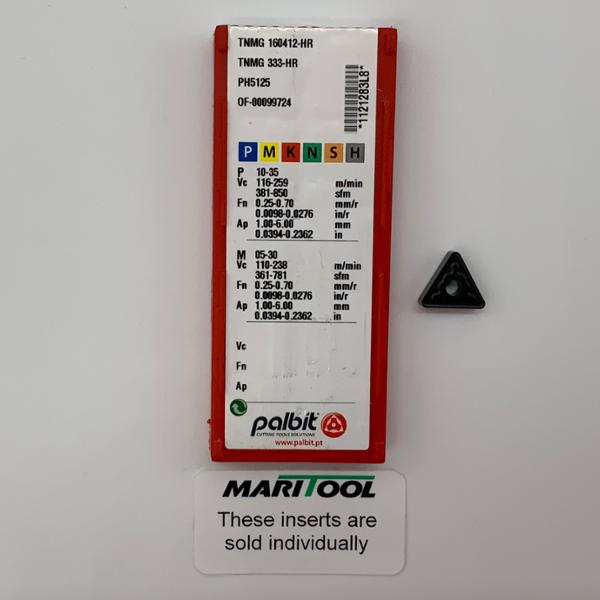 TNMG 160412-HR
TNMG 333-HR
PH5125
OF-00099724
*1121283L8*
P M K N S H
P 10-35
Vc 116-259 m/min
381-850 sfm
Fn 0.25-0.70 mm/r
0.0098-0.0276 in/r
Ap 1.00-6.00 mm
0.0394-0.2362 in
M 05-30
Vc 110-238 m/min
361-781 sfm
Fn 0.25-0.70 mm/r
0.0098-0.0276 in/r
Ap 1.00-6.00 mm
0.0394-0.2362 in
Vc
Fn
Ap
palbit
CUTTING TOOLS SOLUTIONS
www.palbit.pt
MARITOOL
These inserts are
sold individually